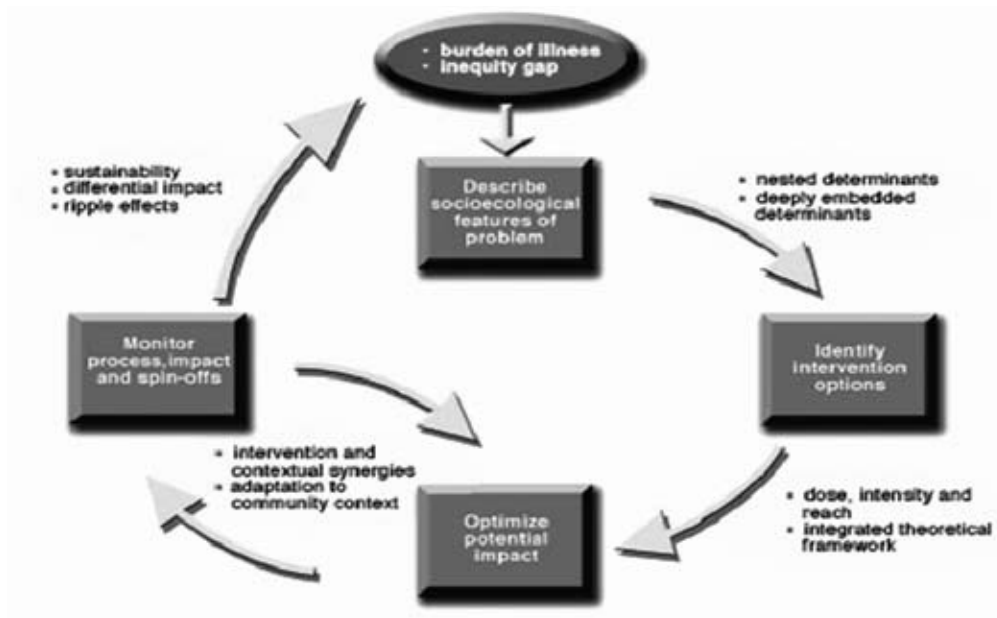 • burden of illness
• inequity gap
Describe
socioecological
features of
problem
• nested determinants
• deeply embedded
determinants
Identify
intervention
options
• dose, intensity and
reach
• integrated theoretical
framework
Optimize
potential
impact
• intervention and
contextual synergies
• adaptation to
community context
Monitor
process,impact
and spin-offs
• sustainability
• differential impact
• ripple effects